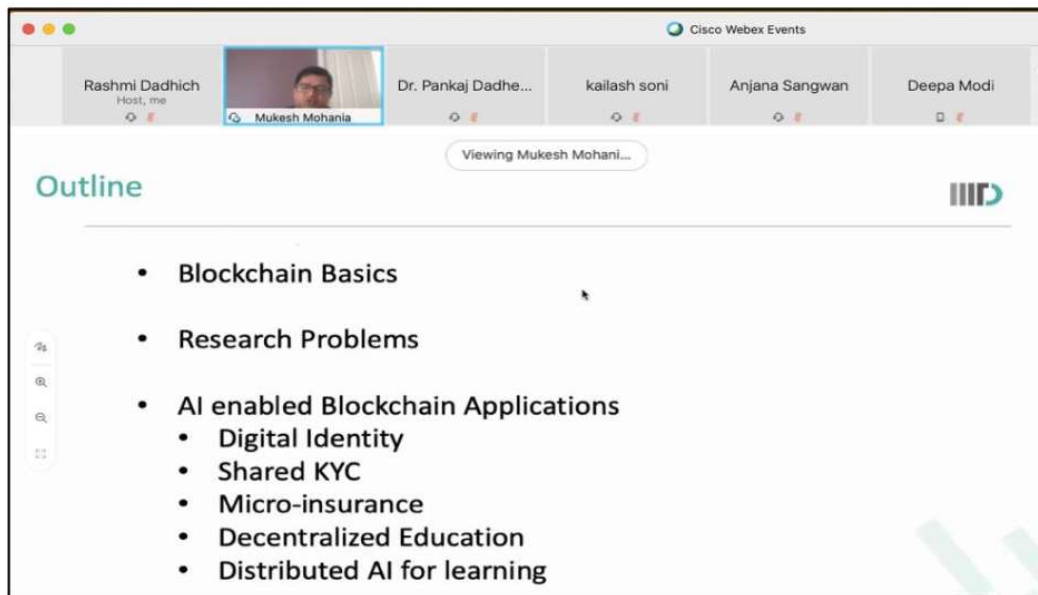 Cisco Webex Events
Rashmi Dadhich
Host, me
Mukesh Mohania
Dr. Pankaj Dadhe...
kailash soni
Anjana Sangwan
Deepa Modi
Viewing Mukesh Mohani...
Outline
IIITD
• Blockchain Basics
• Research Problems
• AI enabled Blockchain Applications
• Digital Identity
• Shared KYC
• Micro-insurance
• Decentralized Education
• Distributed AI for learning